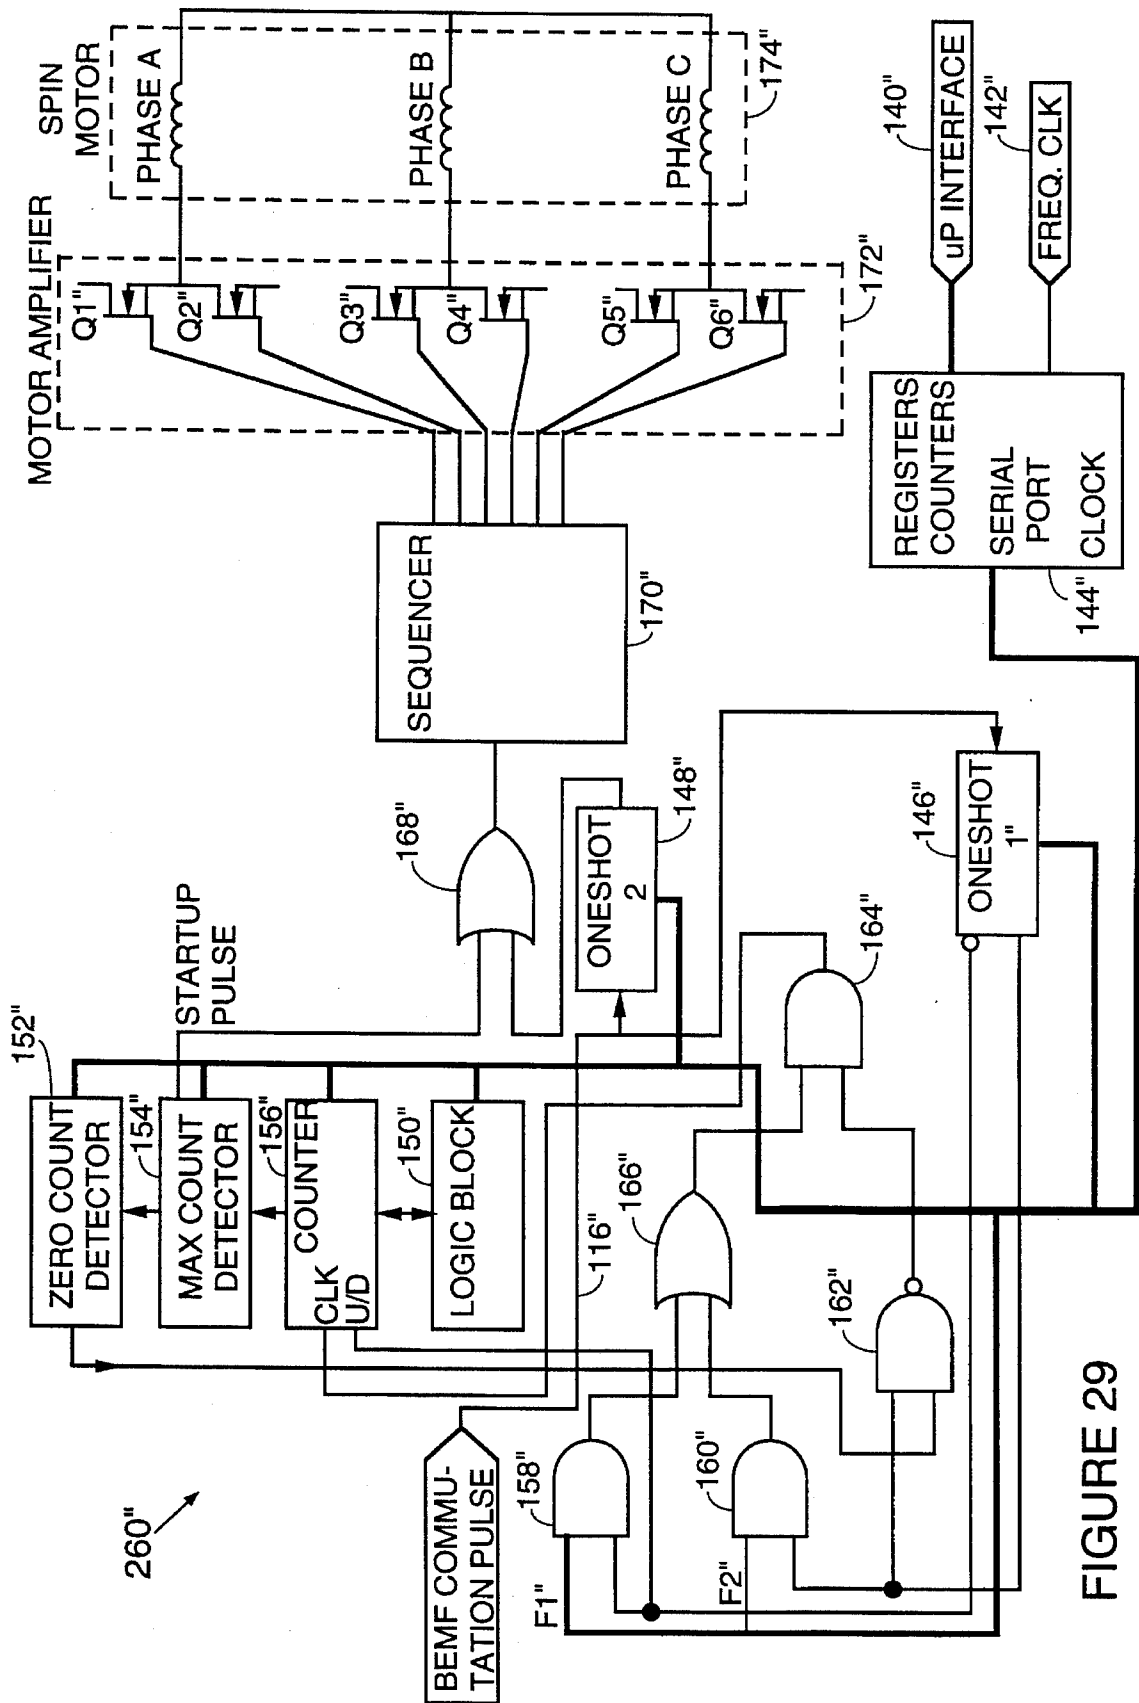 260"
BEMF COMMU-
TATION PULSE
ZERO COUNT
DETECTOR
152"
MAX COUNT
DETECTOR
154"
STARTUP
PULSE
COUNTER
CLK
U/D
156"
LOGIC BLOCK
150"
116"
F1"
158"
F2"
160"
166"
162"
164"
168"
ONESHOT
2
148"
ONESHOT
1"
146"
SEQUENCER
170"
MOTOR AMPLIFIER
Q1"
Q2"
Q3"
Q4"
Q5"
Q6"
172"
SPIN
MOTOR
PHASE A
PHASE B
PHASE C
174"
REGISTERS
COUNTERS
SERIAL
PORT
CLOCK
144"
uP INTERFACE
140"
FREQ. CLK
142"
FIGURE 29